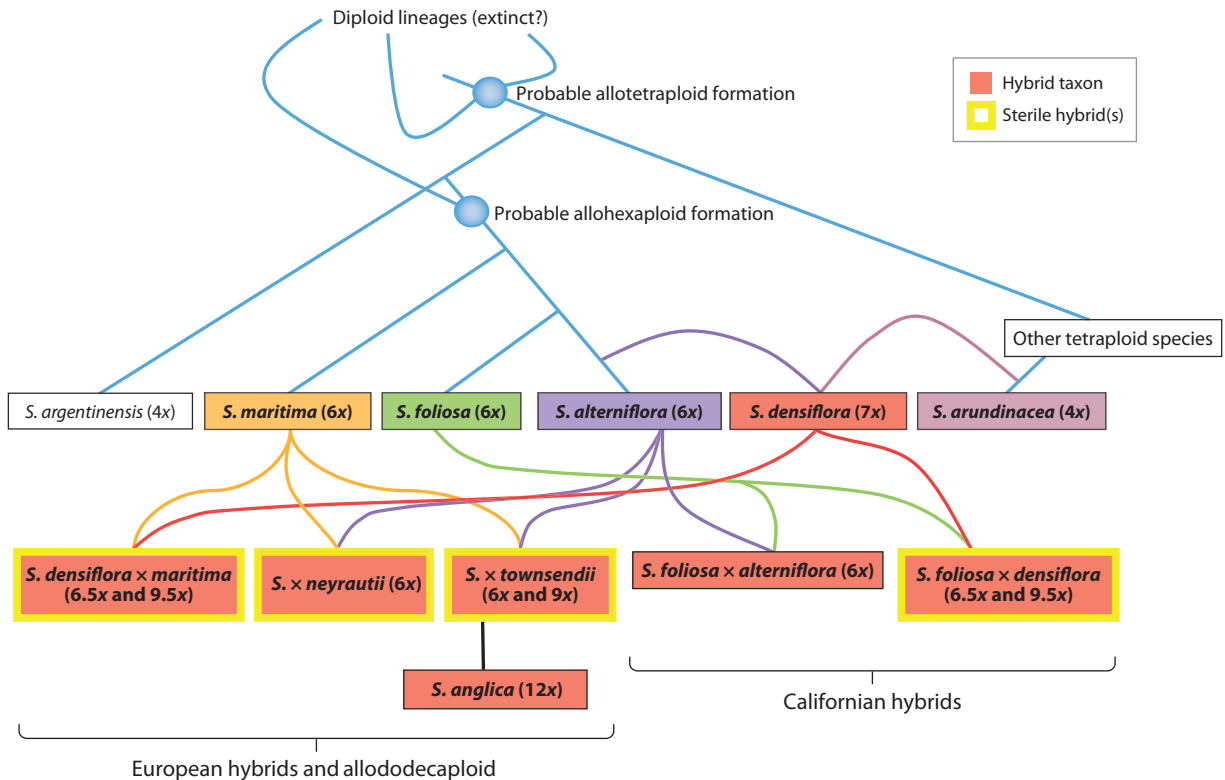 Diploid lineages (extinct?)
Hybrid taxon
Sterile hybrid(s)
Probable allotetraploid formation
Probable allohexaploid formation
Other tetraploid species
S. argentinensis (4x)
S. maritima (6x)
S. foliosa (6x)
S. alterniflora (6x)
S. densiflora (7x)
S. arundinacea (4x)
S. densiflora × maritima
(6.5x and 9.5x)
S. × neyrautii (6x)
S. × townsendii
(6x and 9x)
S. foliosa × alterniflora (6x)
S. foliosa × densiflora
(6.5x and 9.5x)
S. anglica (12x)
Californian hybrids
European hybrids and allododecaploid